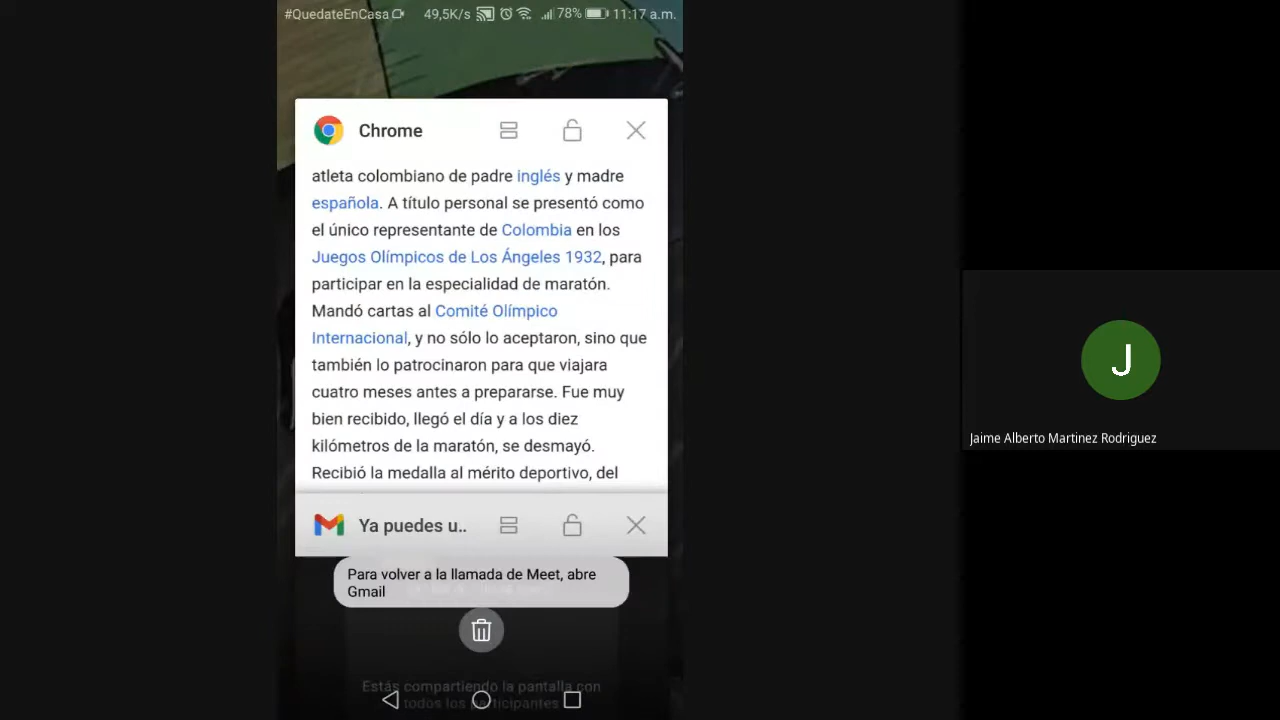 #QuedateEnCasa 49,5K/s 78% 11:17 a.m.
Chrome
atleta colombiano de padre inglés y madre
española. A título personal se presentó como
el único representante de Colombia en los
Juegos Olímpicos de Los Ángeles 1932, para
participar en la especialidad de maratón.
Mandó cartas al Comité Olímpico
Internacional, y no sólo lo aceptaron, sino que
también lo patrocinaron para que viajara
cuatro meses antes a prepararse. Fue muy
bien recibido, llegó el día y a los diez
kilómetros de la maratón, se desmayó.
Recibió la medalla al mérito deportivo, del
Ya puedes u..
Para volver a la llamada de Meet, abre
Gmail
Estás compartiendo la pantalla con
todos los participantes
J
Jaime Alberto Martinez Rodriguez